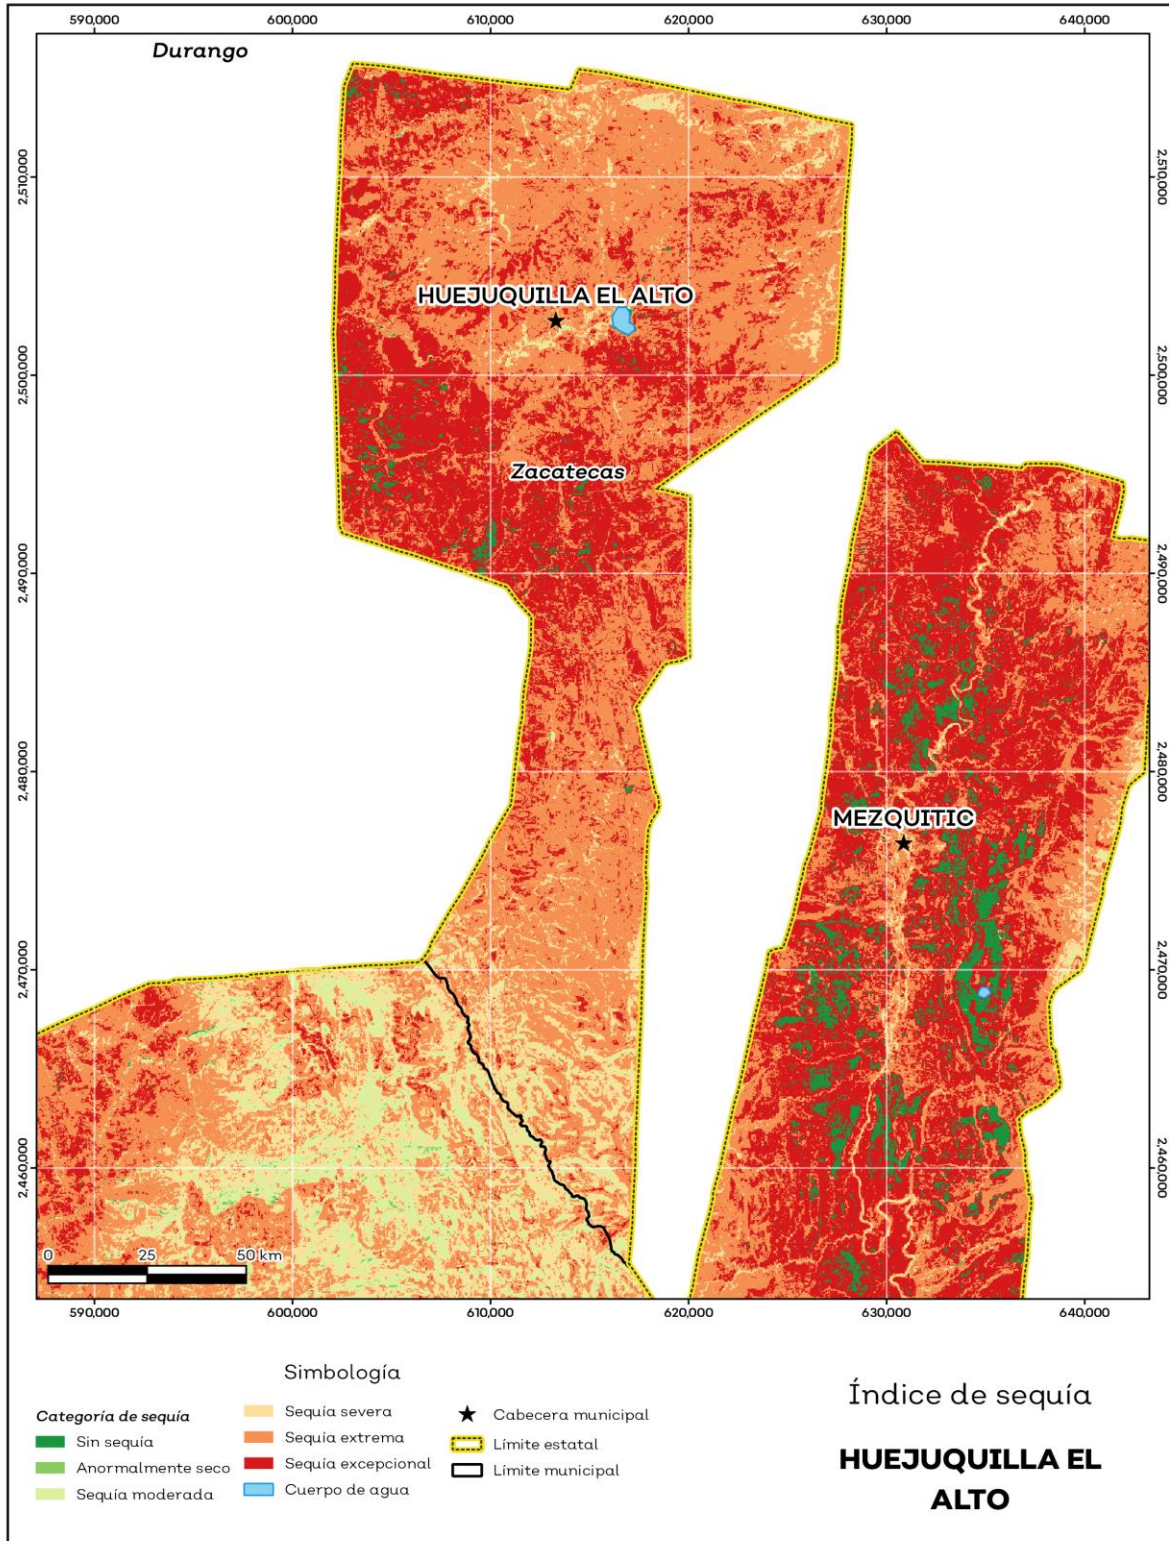 590,000 600,000 610,000 620,000 630,000 640,000
Durango
2,510,000 2,510,000
HUEJUQUILLA EL ALTO
2,500,000 2,500,000
Zacatecas
2,490,000 2,490,000
2,480,000 2,480,000
MEZQUITIC
2,470,000 2,470,000
2,460,000 2,460,000
0 25 50 km
590,000 600,000 610,000 620,000 630,000 640,000
Simbología
Categoría de sequía
Sin sequía
Anormalmente seco
Sequía moderada
Sequía severa
Sequía extrema
Sequía excepcional
Cuerpo de agua
Cabecera municipal
Límite estatal
Límite municipal
Índice de sequía
HUEJUQUILLA EL
ALTO